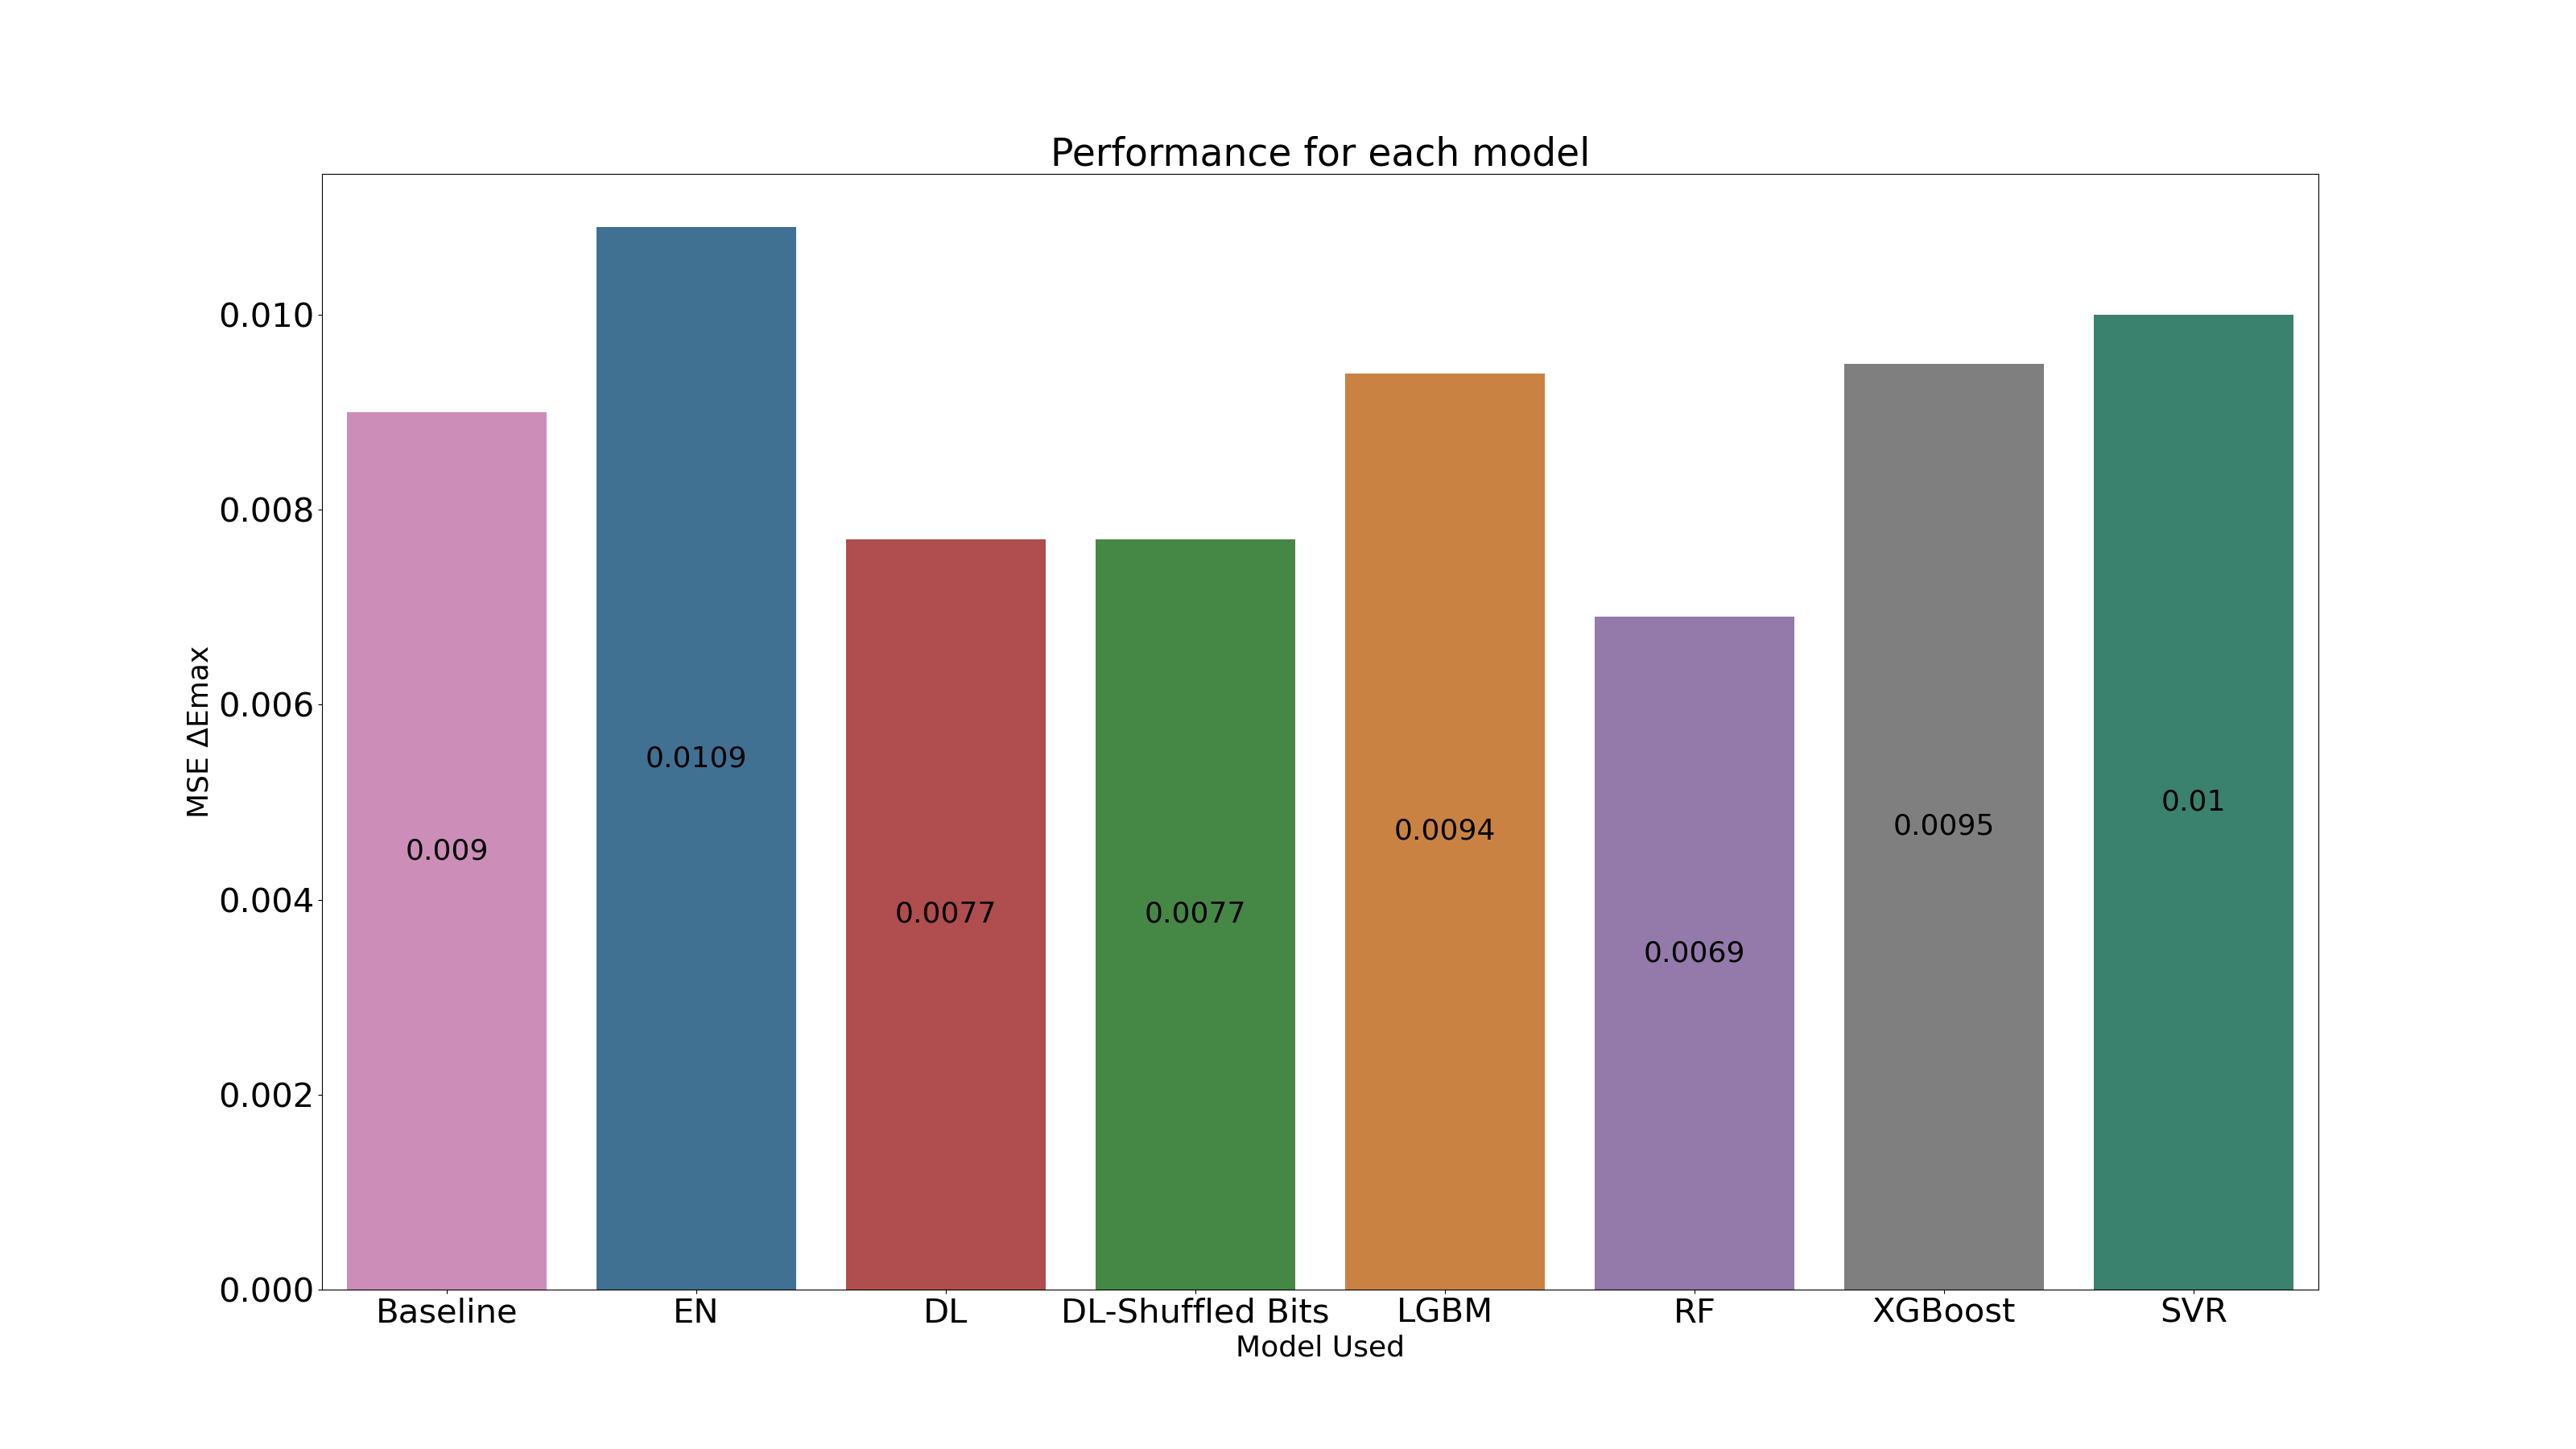 Performance for each model
MSE ΔEmax
0.010
0.008
0.006
0.004
0.002
0.000
0.009
0.0109
0.0077
0.0077
0.0094
0.0069
0.0095
0.01
Baseline
EN
DL
DL-Shuffled Bits
LGBM
RF
XGBoost
SVR
Model Used